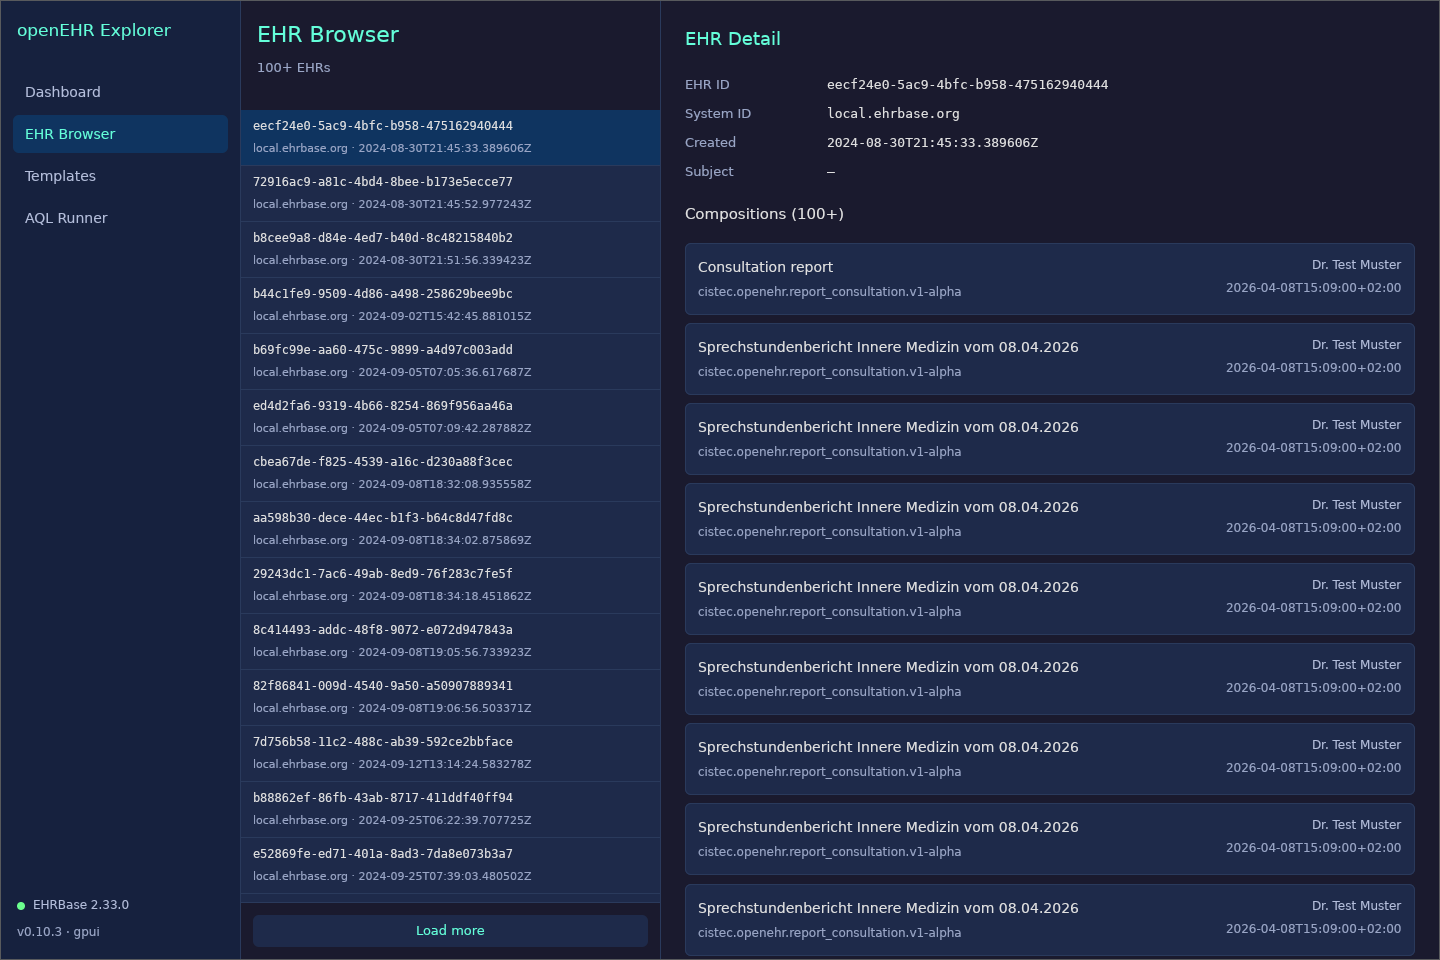 openEHR Explorer
Dashboard
EHR Browser
Templates
AQL Runner
EHRBase 2.33.0
v0.10.3 · gpui
EHR Browser
100+ EHRs
eecf24e0-5ac9-4bfc-b958-475162940444
local.ehrbase.org · 2024-08-30T21:45:33.389606Z
72916ac9-a81c-4bd4-8bee-b173e5ecce77
local.ehrbase.org · 2024-08-30T21:45:52.977243Z
b8cee9a8-d84e-4ed7-b40d-8c48215840b2
local.ehrbase.org · 2024-08-30T21:51:56.339423Z
b44c1fe9-9509-4d86-a498-258629bee9bc
local.ehrbase.org · 2024-09-02T15:42:45.881015Z
b69fc99e-aa60-475c-9899-a4d97c003add
local.ehrbase.org · 2024-09-05T07:05:36.617687Z
ed4d2fa6-9319-4b66-8254-869f956aa46a
local.ehrbase.org · 2024-09-05T07:09:42.287882Z
cbea67de-f825-4539-a16c-d230a88f3cec
local.ehrbase.org · 2024-09-08T18:32:08.935558Z
aa598b30-dece-44ec-b1f3-b64c8d47fd8c
local.ehrbase.org · 2024-09-08T18:34:02.875869Z
29243dc1-7ac6-49ab-8ed9-76f283c7fe5f
local.ehrbase.org · 2024-09-08T18:34:18.451862Z
8c414493-addc-48f8-9072-e072d947843a
local.ehrbase.org · 2024-09-08T19:05:56.733923Z
82f86841-009d-4540-9a50-a50907889341
local.ehrbase.org · 2024-09-08T19:06:56.503371Z
7d756b58-11c2-488c-ab39-592ce2bbface
local.ehrbase.org · 2024-09-12T13:14:24.583278Z
b88862ef-86fb-43ab-8717-411ddf40ff94
local.ehrbase.org · 2024-09-25T06:22:39.707725Z
e52869fe-ed71-401a-8ad3-7da8e073b3a7
local.ehrbase.org · 2024-09-25T07:39:03.480502Z
Load more
EHR Detail
EHR ID eecf24e0-5ac9-4bfc-b958-475162940444
System ID local.ehrbase.org
Created 2024-08-30T21:45:33.389606Z
Subject —
Compositions (100+)
Consultation report Dr. Test Muster
cistec.openehr.report_consultation.v1-alpha 2026-04-08T15:09:00+02:00
Sprechstundenbericht Innere Medizin vom 08.04.2026 Dr. Test Muster
cistec.openehr.report_consultation.v1-alpha 2026-04-08T15:09:00+02:00
Sprechstundenbericht Innere Medizin vom 08.04.2026 Dr. Test Muster
cistec.openehr.report_consultation.v1-alpha 2026-04-08T15:09:00+02:00
Sprechstundenbericht Innere Medizin vom 08.04.2026 Dr. Test Muster
cistec.openehr.report_consultation.v1-alpha 2026-04-08T15:09:00+02:00
Sprechstundenbericht Innere Medizin vom 08.04.2026 Dr. Test Muster
cistec.openehr.report_consultation.v1-alpha 2026-04-08T15:09:00+02:00
Sprechstundenbericht Innere Medizin vom 08.04.2026 Dr. Test Muster
cistec.openehr.report_consultation.v1-alpha 2026-04-08T15:09:00+02:00
Sprechstundenbericht Innere Medizin vom 08.04.2026 Dr. Test Muster
cistec.openehr.report_consultation.v1-alpha 2026-04-08T15:09:00+02:00
Sprechstundenbericht Innere Medizin vom 08.04.2026 Dr. Test Muster
cistec.openehr.report_consultation.v1-alpha 2026-04-08T15:09:00+02:00
Sprechstundenbericht Innere Medizin vom 08.04.2026 Dr. Test Muster
cistec.openehr.report_consultation.v1-alpha 2026-04-08T15:09:00+02:00